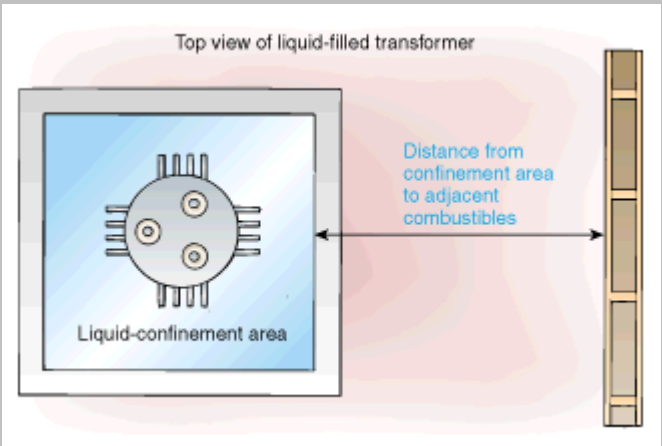 Top view of liquid-filled transformer
Distance from
confinement area
to adjacent
combustibles
Liquid-confinement area